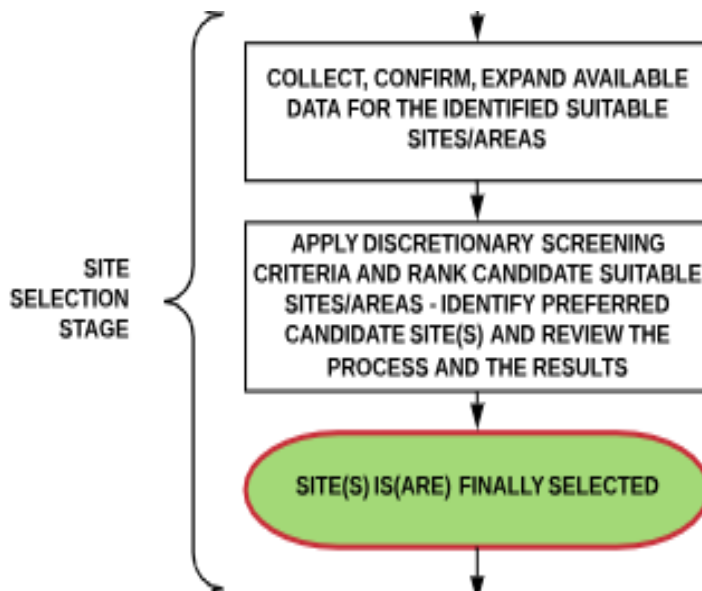 COLLECT, CONFIRM, EXPAND AVAILABLE
DATA FOR THE IDENTIFIED SUITABLE
SITES/AREAS
SITE
SELECTION
STAGE
APPLY DISCRETIONARY SCREENING
CRITERIA AND RANK CANDIDATE SUITABLE
SITES/AREAS - IDENTIFY PREFERRED
CANDIDATE SITE(S) AND REVIEW THE
PROCESS AND THE RESULTS
SITE(S) IS(ARE) FINALLY SELECTED